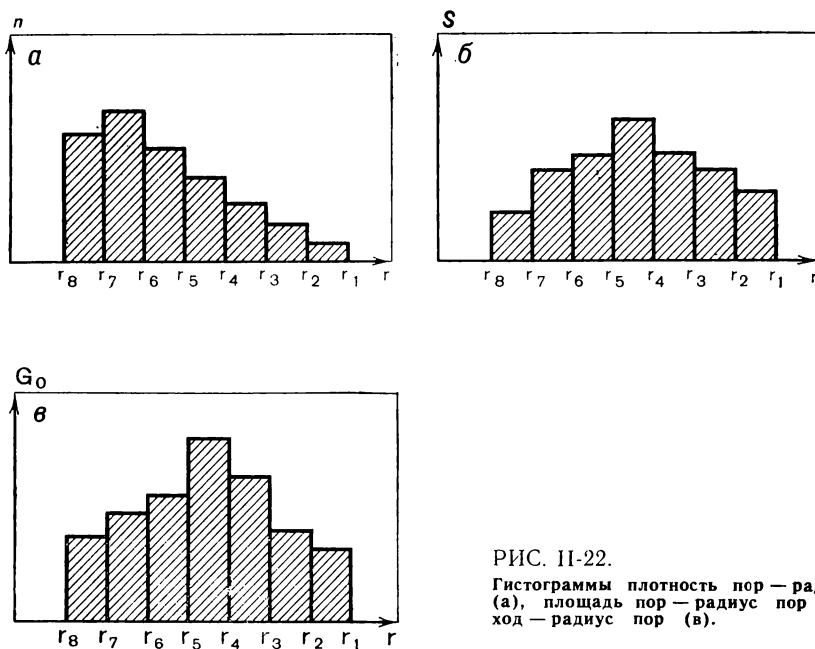 n
а
r8 r7 r6 r5 r4 r3 r2 r1 r
S
б
r8 r7 r6 r5 r4 r3 r2 r1
G0
в
r8 r7 r6 r5 r4 r3 r2 r1 r
РИС. II-22.
Гистограммы плотность пор —
(а), площадь пор — радиус пор
ход — радиус пор (в).